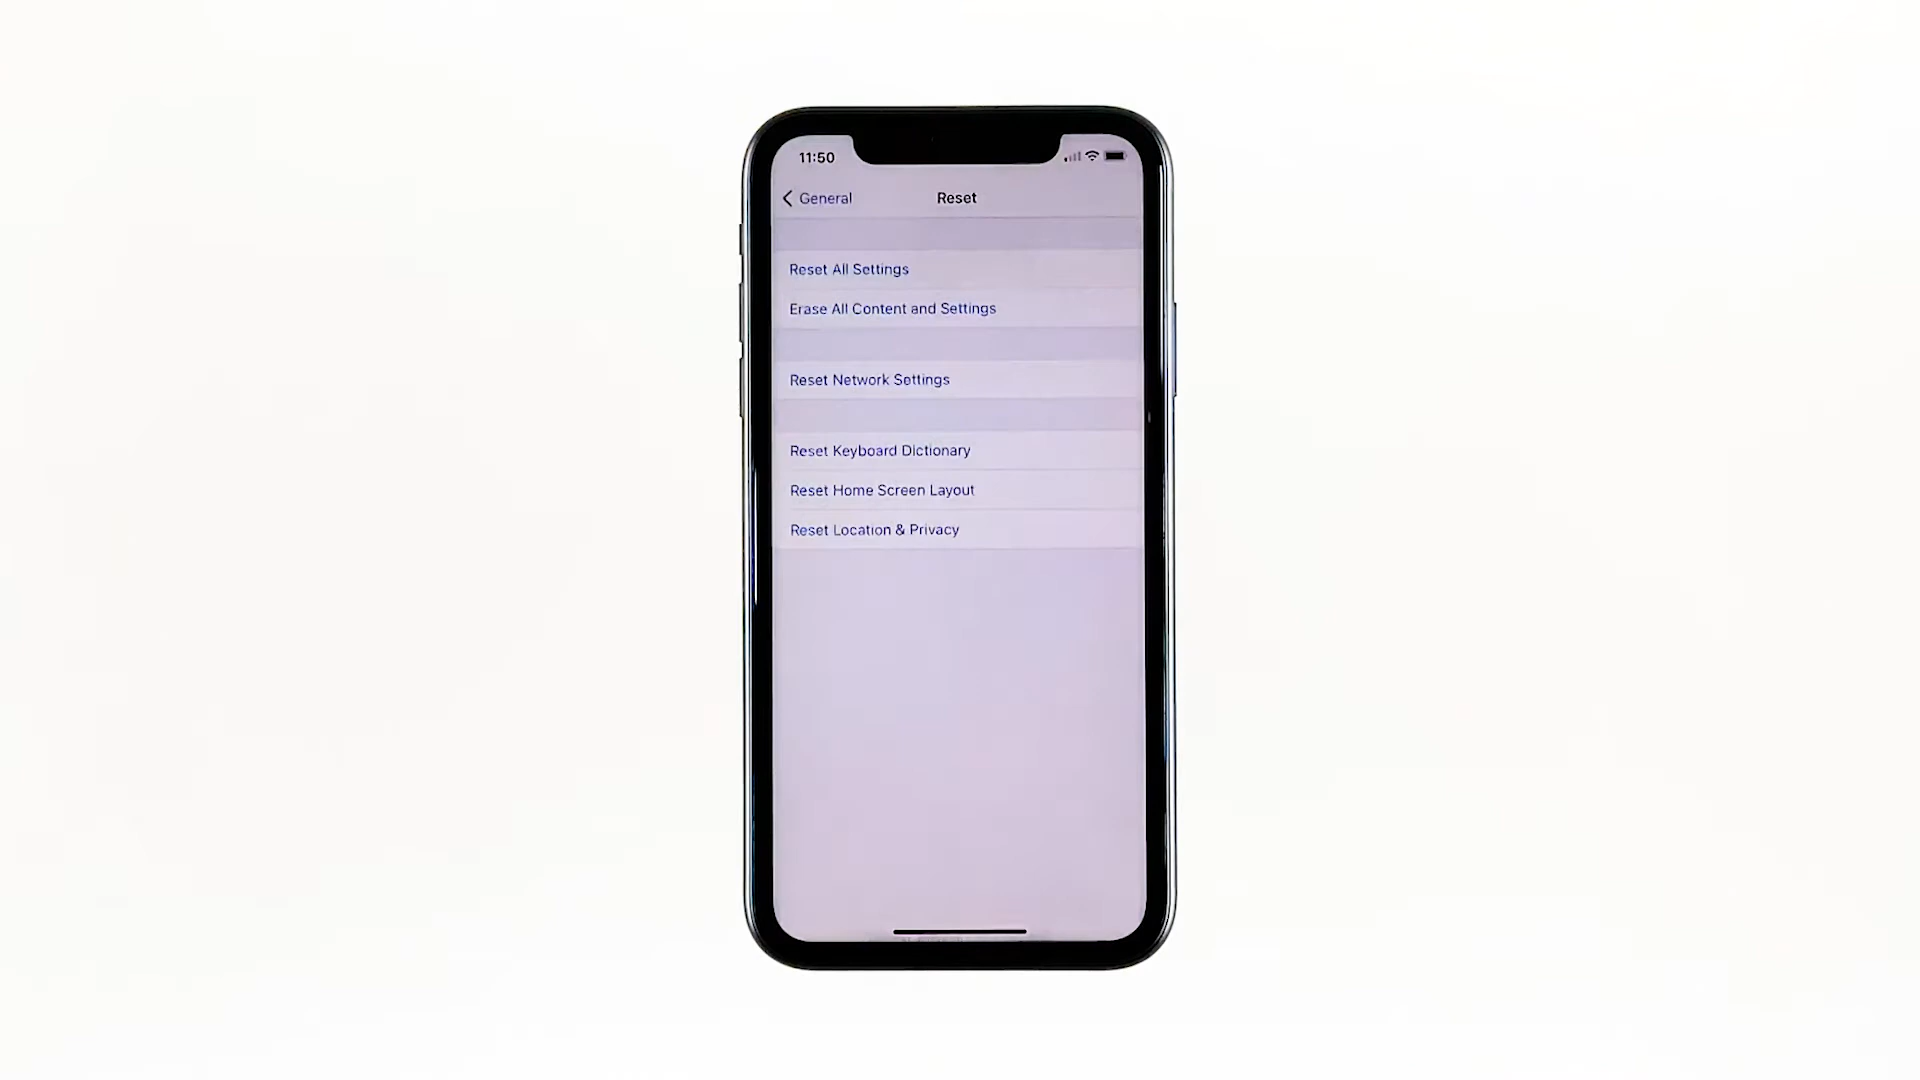 11:50
General
Reset
Reset All Settings
Erase All Content and Settings
Reset Network Settings
Reset Keyboard Dictionary
Reset Home Screen Layout
Reset Location & Privacy